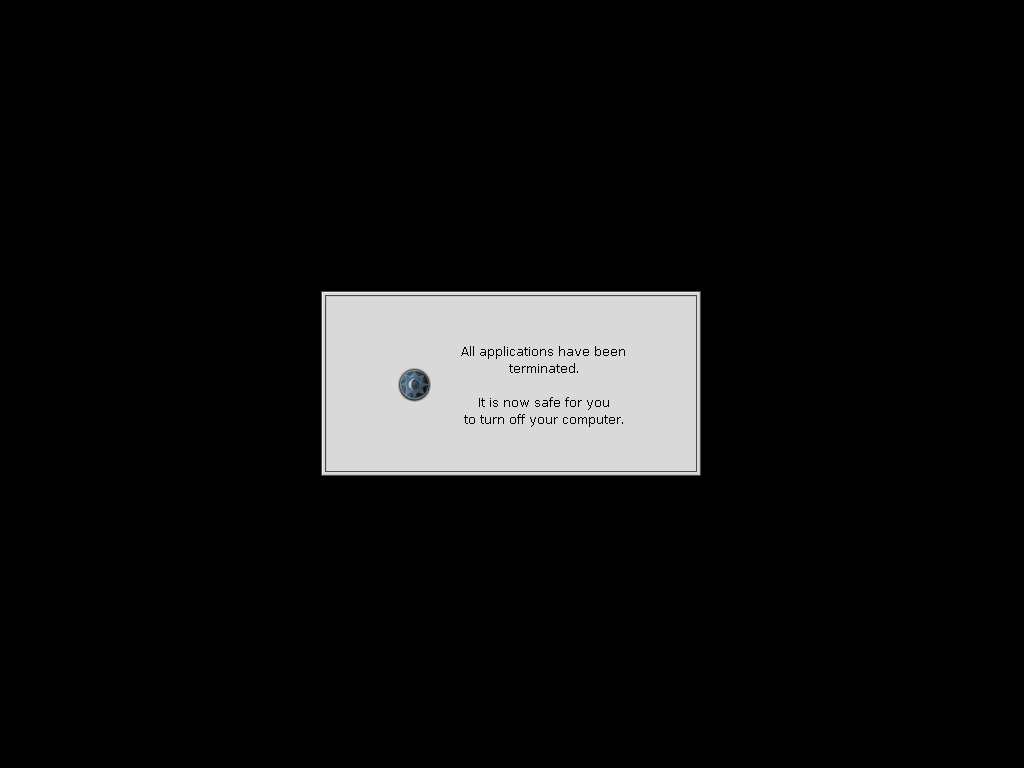 All applications have been
terminated.
It is now safe for you
to turn off your computer.